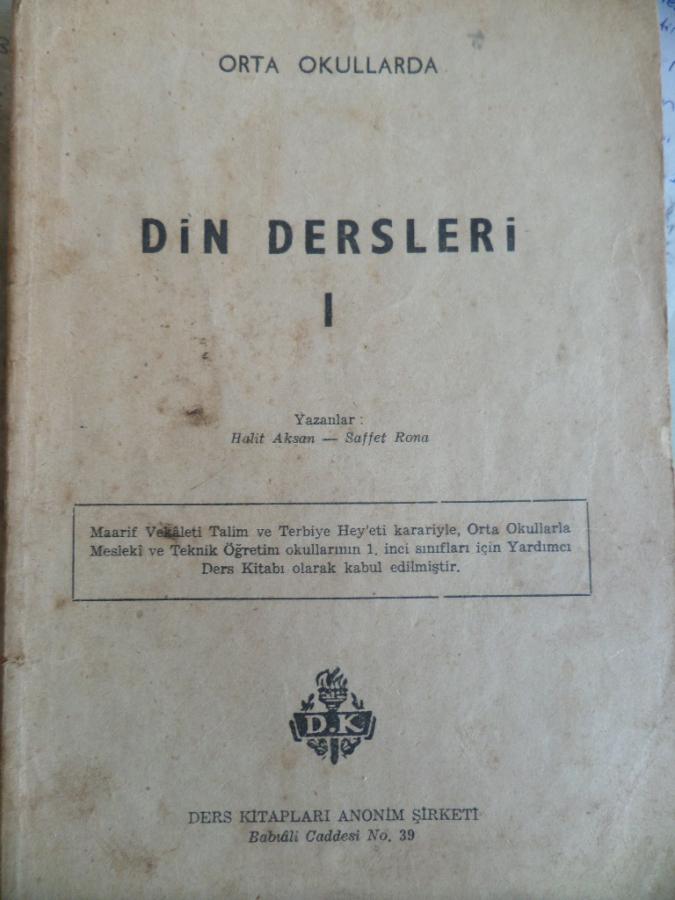 ORTA OKULLARDA
DİN DERSLERİ
I
Yazanlar :
Halit Aksan — Saffet Rona
Maarif Vekâleti Talim ve Terbiye Hey'eti karariyle, Orta Okullarla
Meslekî ve Teknik Öğretim okullarının 1. inci sınıfları için Yardımcı
Ders Kitabı olarak kabul edilmiştir.
D.K
DERS KİTAPLARI ANONİM ŞİRKETİ
Babıâli Caddesi No. 39